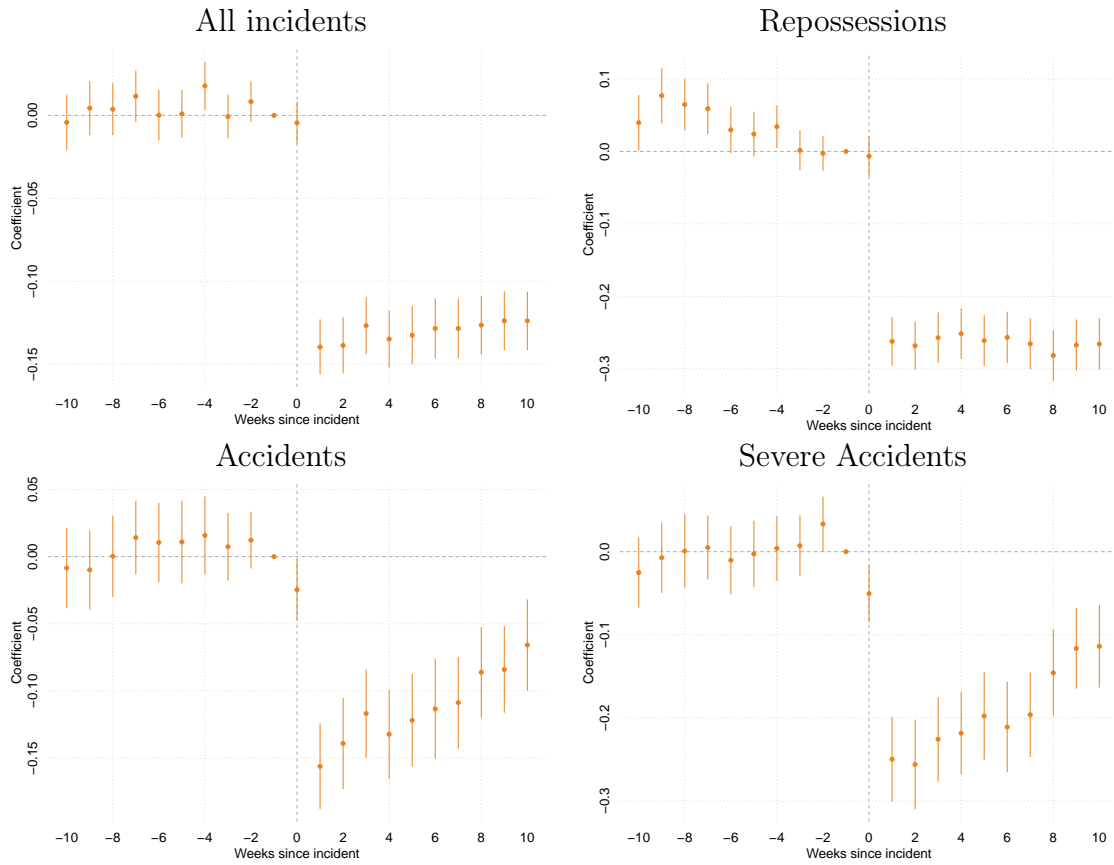 All incidents
Coefficient
0.00
−0.05
−0.10
−0.15
−10 −8 −6 −4 −2 0 2 4 6 8 10
Weeks since incident
Repossessions
Coefficient
0.1
0.0
−0.1
−0.2
−0.3
−10 −8 −6 −4 −2 0 2 4 6 8 10
Weeks since incident
Accidents
Coefficient
0.05
0.00
−0.05
−0.10
−0.15
−10 −8 −6 −4 −2 0 2 4 6 8 10
Weeks since incident
Severe Accidents
Coefficient
0.0
−0.1
−0.2
−0.3
−10 −8 −6 −4 −2 0 2 4 6 8 10
Weeks since incident